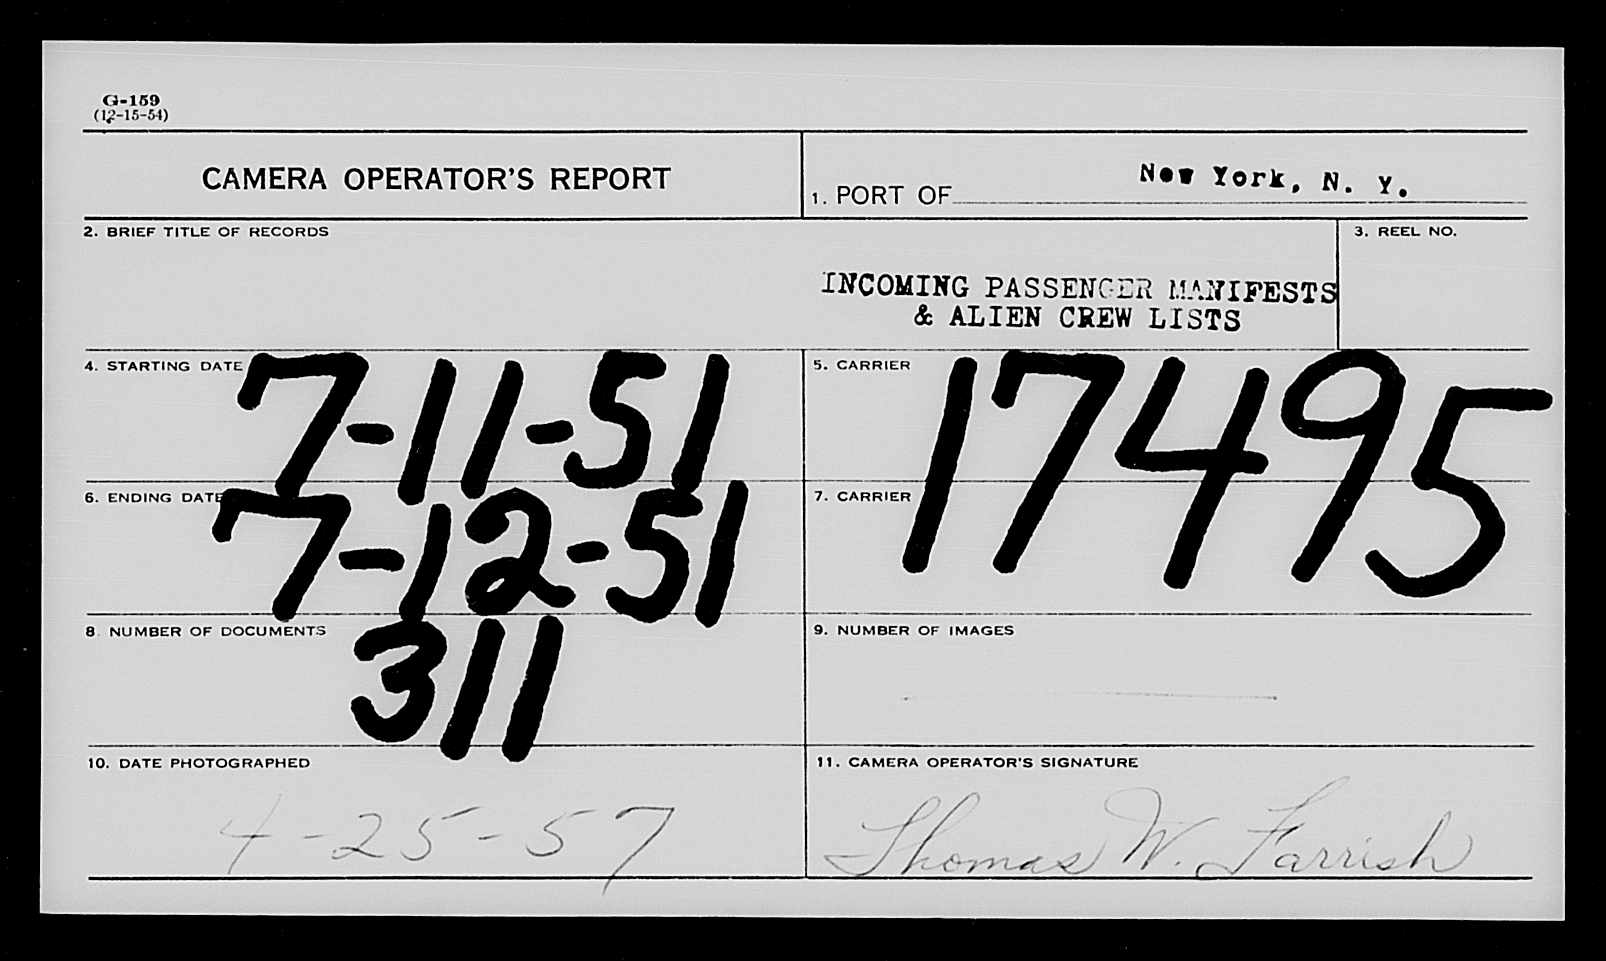 G-159
(12-15-54)
CAMERA OPERATOR'S REPORT
1. PORT OF New York, N. Y.
2. BRIEF TITLE OF RECORDS
INCOMING PASSENGER MANIFESTS
& ALIEN CREW LISTS
3. REEL NO.
4. STARTING DATE 7-11-51
5. CARRIER 17495
6. ENDING DATE 7-12-51
7. CARRIER
8. NUMBER OF DOCUMENTS 311
9. NUMBER OF IMAGES
10. DATE PHOTOGRAPHED
4-25-57
11. CAMERA OPERATOR'S SIGNATURE
Thomas W. Farrish